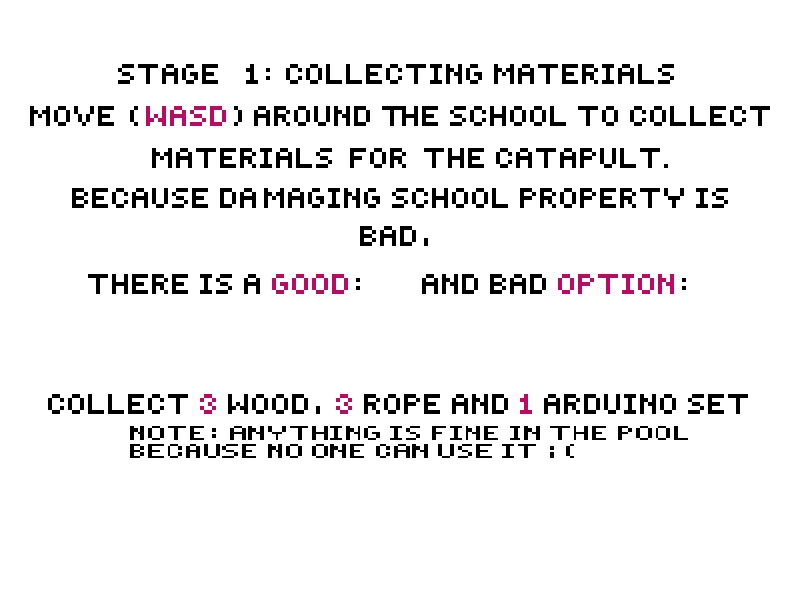 STAGE 1: COLLECTING MATERIALS
MOVE (WASD) AROUND THE SCHOOL TO COLLECT
MATERIALS FOR THE CATAPULT.
BECAUSE DAMAGING SCHOOL PROPERTY IS
BAD.
THERE IS A GOOD: AND BAD OPTION:
COLLECT 3 WOOD. 3 ROPE AND 1 ARDUINO SET
NOTE: ANYTHING IS FINE IN THE POOL
BECAUSE NO ONE CAN USE IT :(